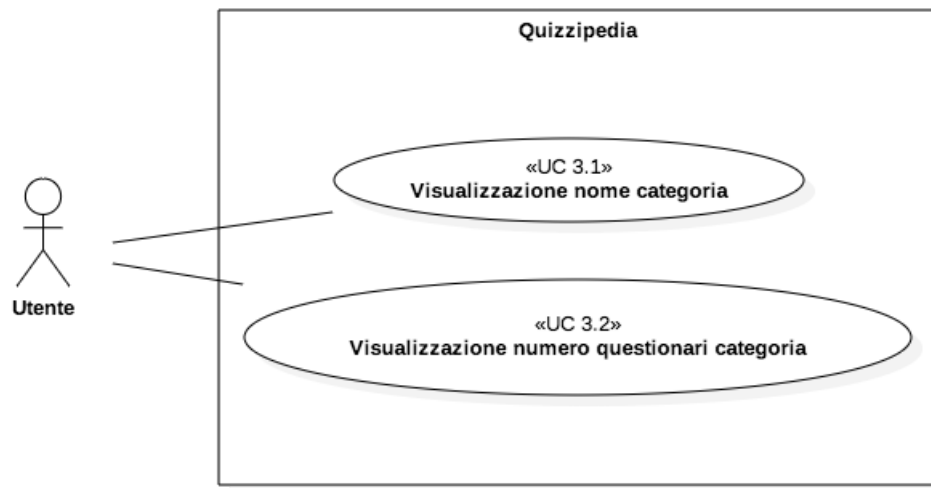 Quizzipedia
«UC 3.1»
Visualizzazione nome categoria
Utente
«UC 3.2»
Visualizzazione numero questionari categoria